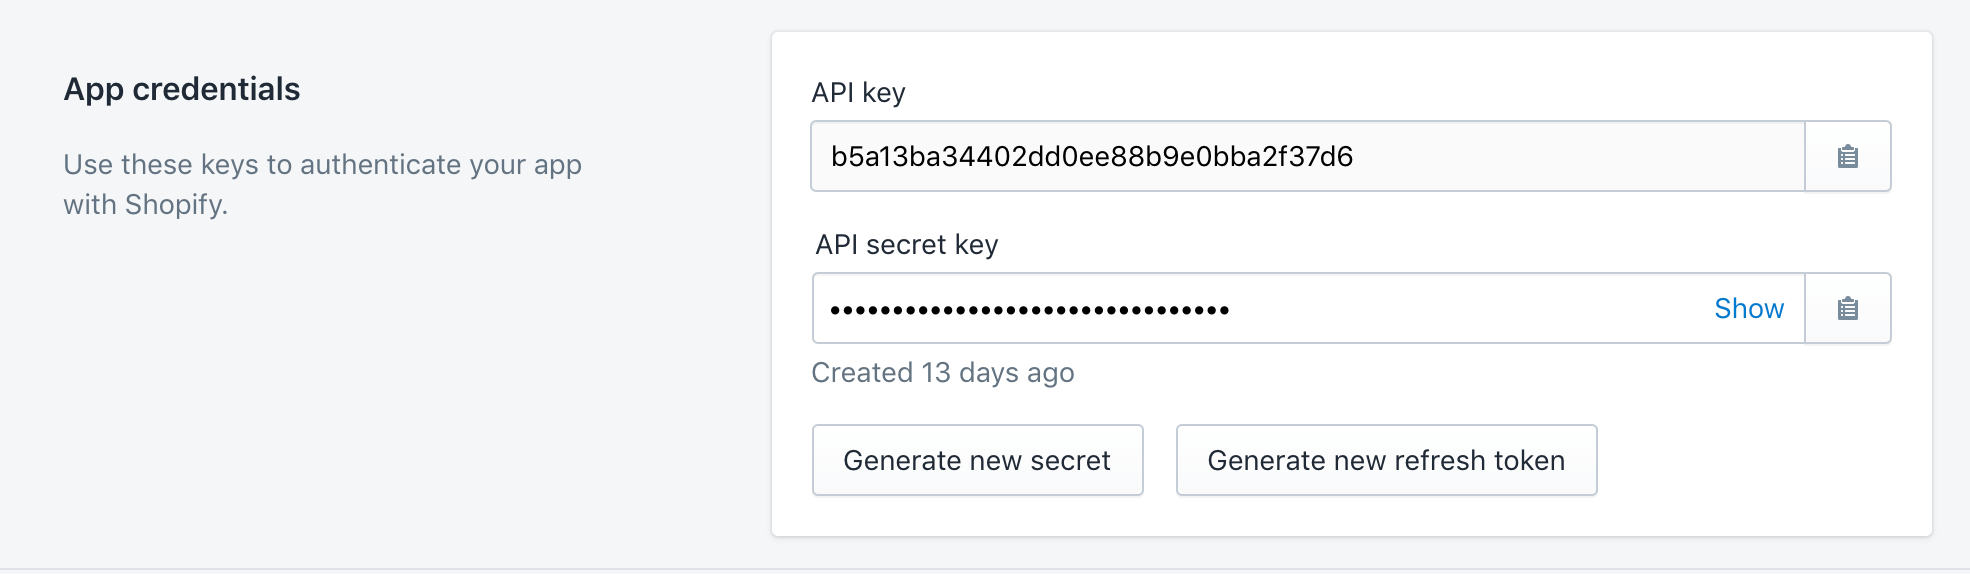 App credentials
Use these keys to authenticate your app
with Shopify.
API key
b5a13ba34402dd0ee88b9e0bba2f37d6
API secret key
••••••••••••••••••••••••••••••••
Show
Created 13 days ago
Generate new secret
Generate new refresh token